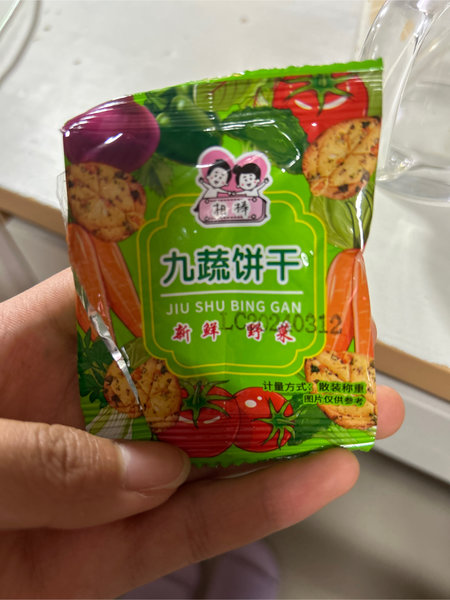 九蔬饼干
JIU SHU BING GAN
LC20240312
新鲜 野菜
计量方式：散装称重
图片仅供参考